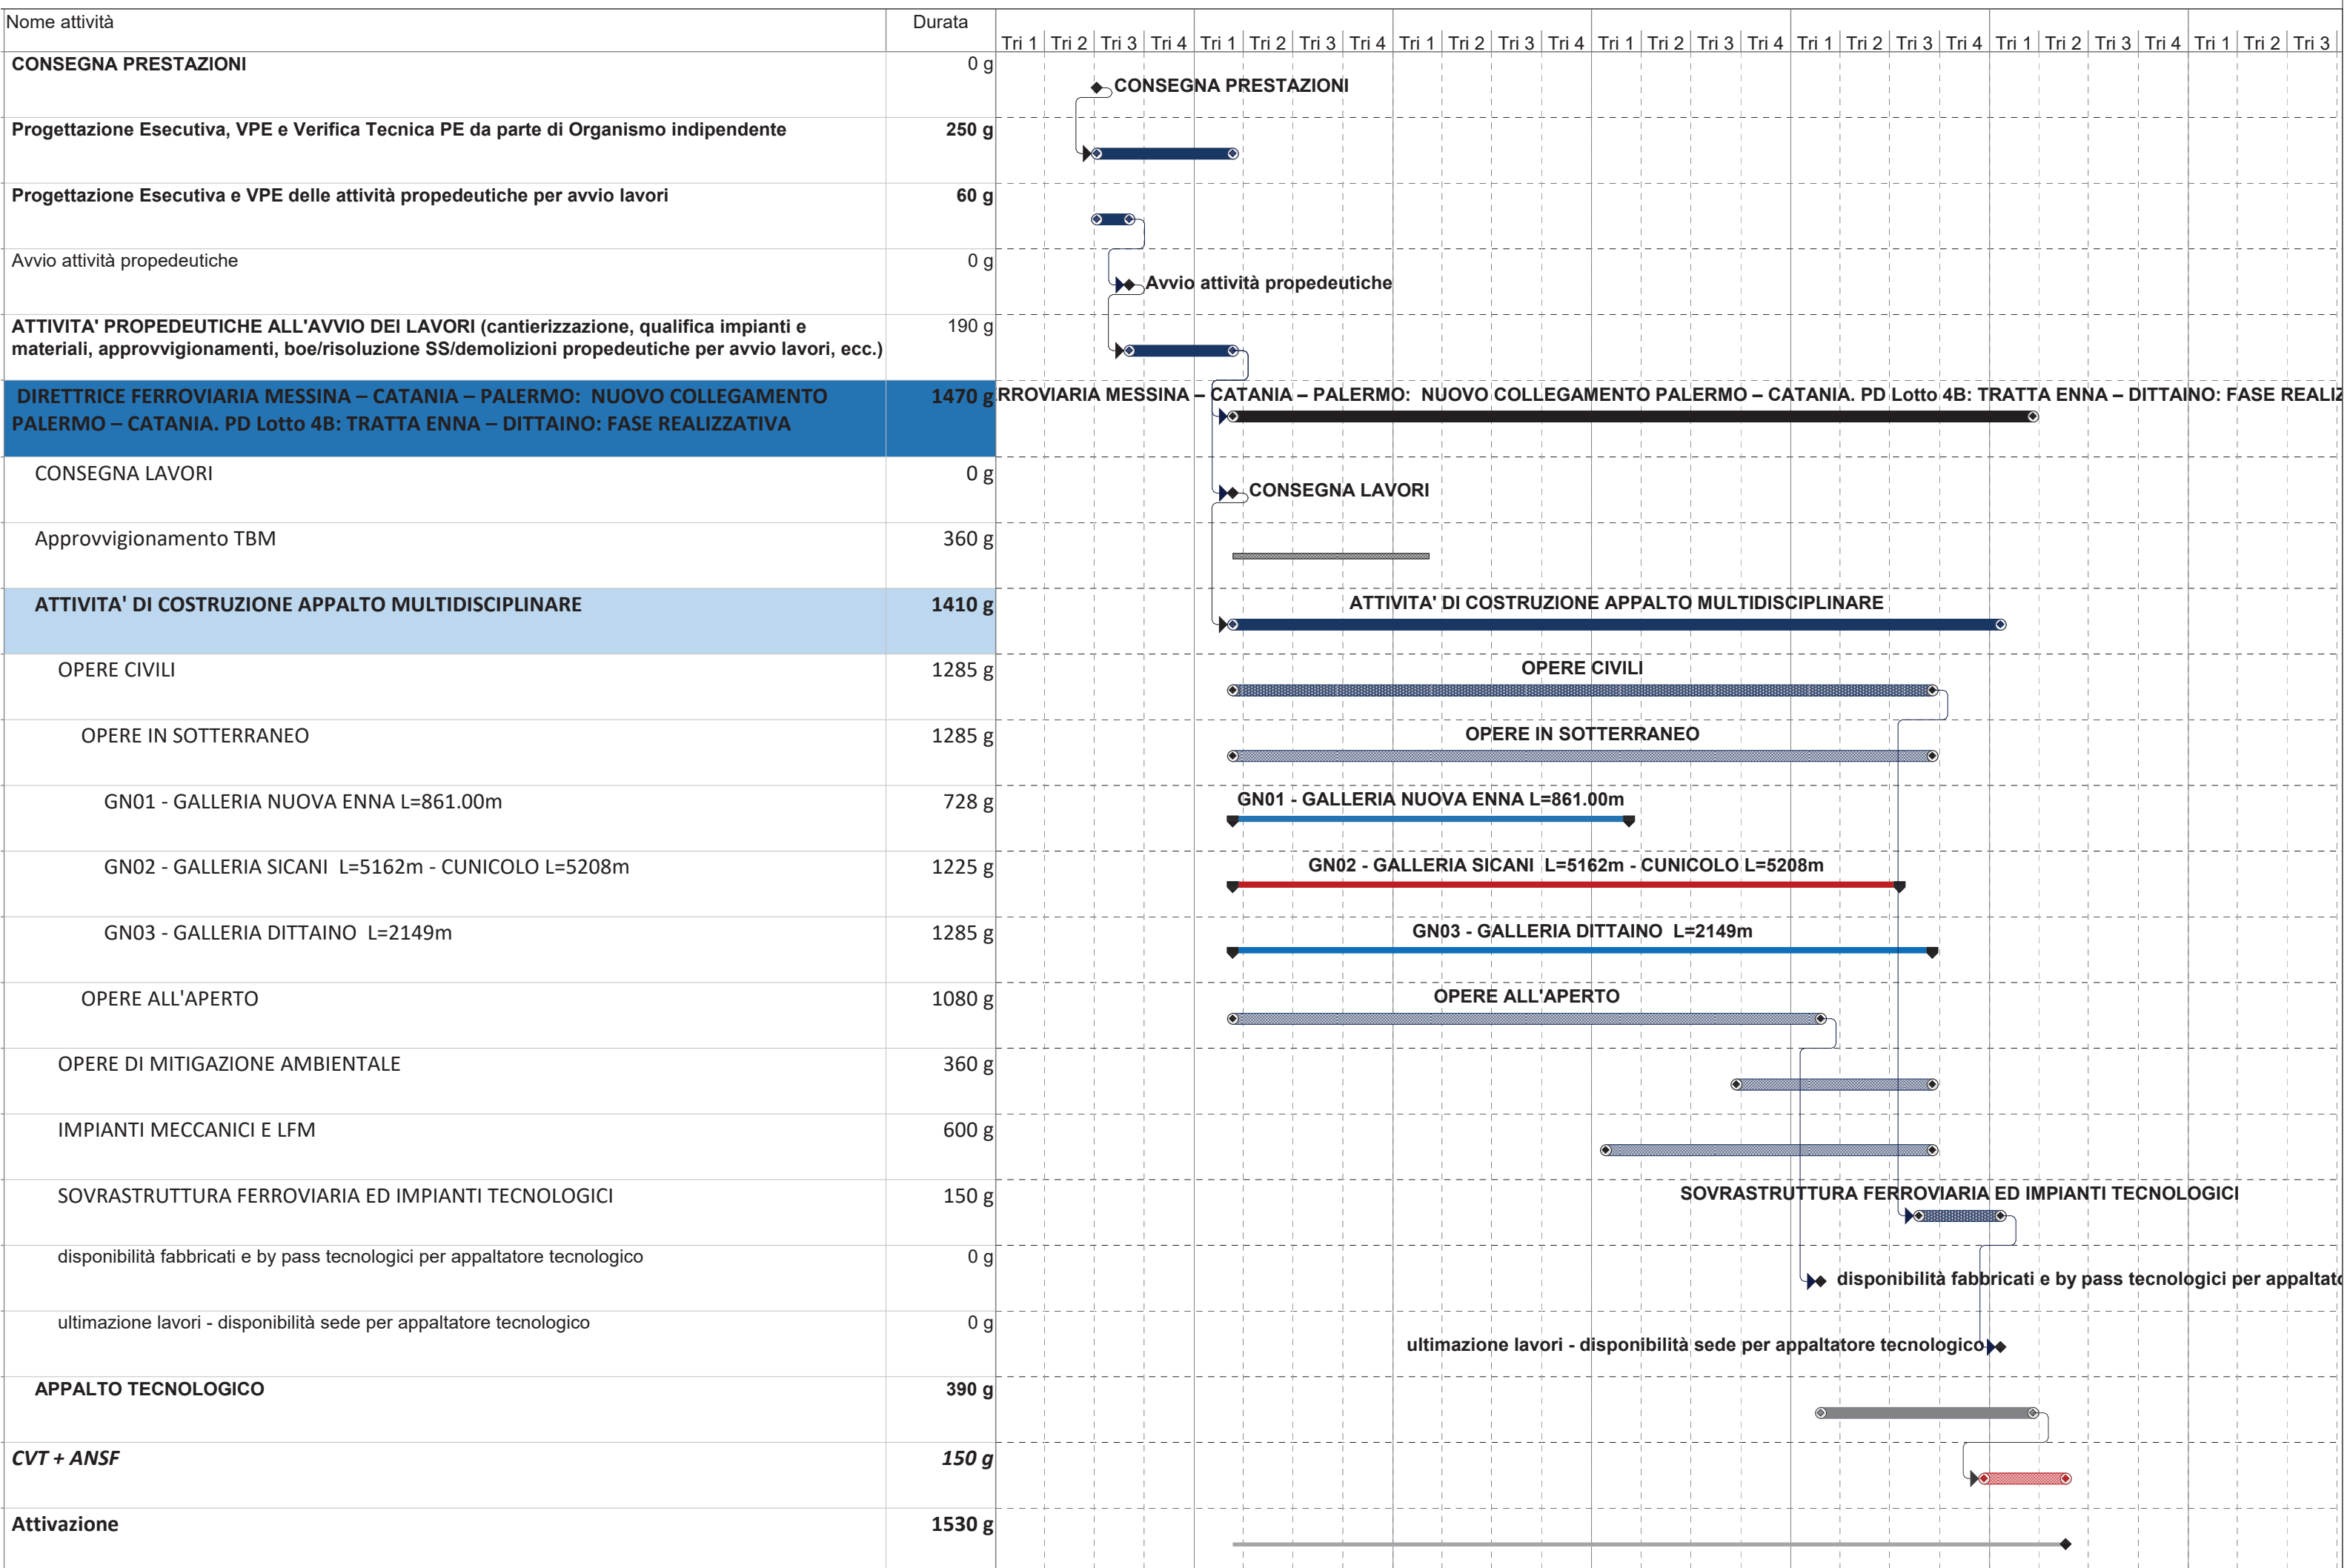 Nome attività Durata
Tri 1 Tri 2 Tri 3 Tri 4 Tri 1 Tri 2 Tri 3 Tri 4 Tri 1 Tri 2 Tri 3 Tri 4 Tri 1 Tri 2 Tri 3 Tri 4 Tri 1 Tri 2 Tri 3 Tri 4 Tri 1 Tri 2 Tri 3 Tri 4 Tri 1 Tri 2 Tri 3
CONSEGNA PRESTAZIONI 0 g
CONSEGNA PRESTAZIONI
Progettazione Esecutiva, VPE e Verifica Tecnica PE da parte di Organismo indipendente 250 g
Progettazione Esecutiva e VPE delle attività propedeutiche per avvio lavori 60 g
Avvio attività propedeutiche 0 g
Avvio attività propedeutiche
ATTIVITA' PROPEDEUTICHE ALL'AVVIO DEI LAVORI (cantierizzazione, qualifica impianti e 190 g
materiali, approvvigionamenti, boe/risoluzione SS/demolizioni propedeutiche per avvio lavori, ecc.)
DIRETTRICE FERROVIARIA MESSINA – CATANIA – PALERMO: NUOVO COLLEGAMENTO 1470 g
PALERMO – CATANIA. PD Lotto 4B: TRATTA ENNA – DITTAINO: FASE REALIZZATIVA
RROVIARIA MESSINA – CATANIA – PALERMO: NUOVO COLLEGAMENTO PALERMO – CATANIA. PD Lotto 4B: TRATTA ENNA – DITTAINO: FASE REALIZ
CONSEGNA LAVORI 0 g
CONSEGNA LAVORI
Approvvigionamento TBM 360 g
ATTIVITA' DI COSTRUZIONE APPALTO MULTIDISCIPLINARE 1410 g
ATTIVITA' DI COSTRUZIONE APPALTO MULTIDISCIPLINARE
OPERE CIVILI 1285 g
OPERE CIVILI
OPERE IN SOTTERRANEO 1285 g
OPERE IN SOTTERRANEO
GN01 - GALLERIA NUOVA ENNA L=861.00m 728 g
GN01 - GALLERIA NUOVA ENNA L=861.00m
GN02 - GALLERIA SICANI L=5162m - CUNICOLO L=5208m 1225 g
GN02 - GALLERIA SICANI L=5162m - CUNICOLO L=5208m
GN03 - GALLERIA DITTAINO L=2149m 1285 g
GN03 - GALLERIA DITTAINO L=2149m
OPERE ALL'APERTO 1080 g
OPERE ALL'APERTO
OPERE DI MITIGAZIONE AMBIENTALE 360 g
IMPIANTI MECCANICI E LFM 600 g
SOVRASTRUTTURA FERROVIARIA ED IMPIANTI TECNOLOGICI 150 g
SOVRASTRUTTURA FERROVIARIA ED IMPIANTI TECNOLOGICI
disponibilità fabbricati e by pass tecnologici per appaltatore tecnologico 0 g
disponibilità fabbricati e by pass tecnologici per appaltato
ultimazione lavori - disponibilità sede per appaltatore tecnologico 0 g
ultimazione lavori - disponibilità sede per appaltatore tecnologico
APPALTO TECNOLOGICO 390 g
CVT + ANSF 150 g
Attivazione 1530 g